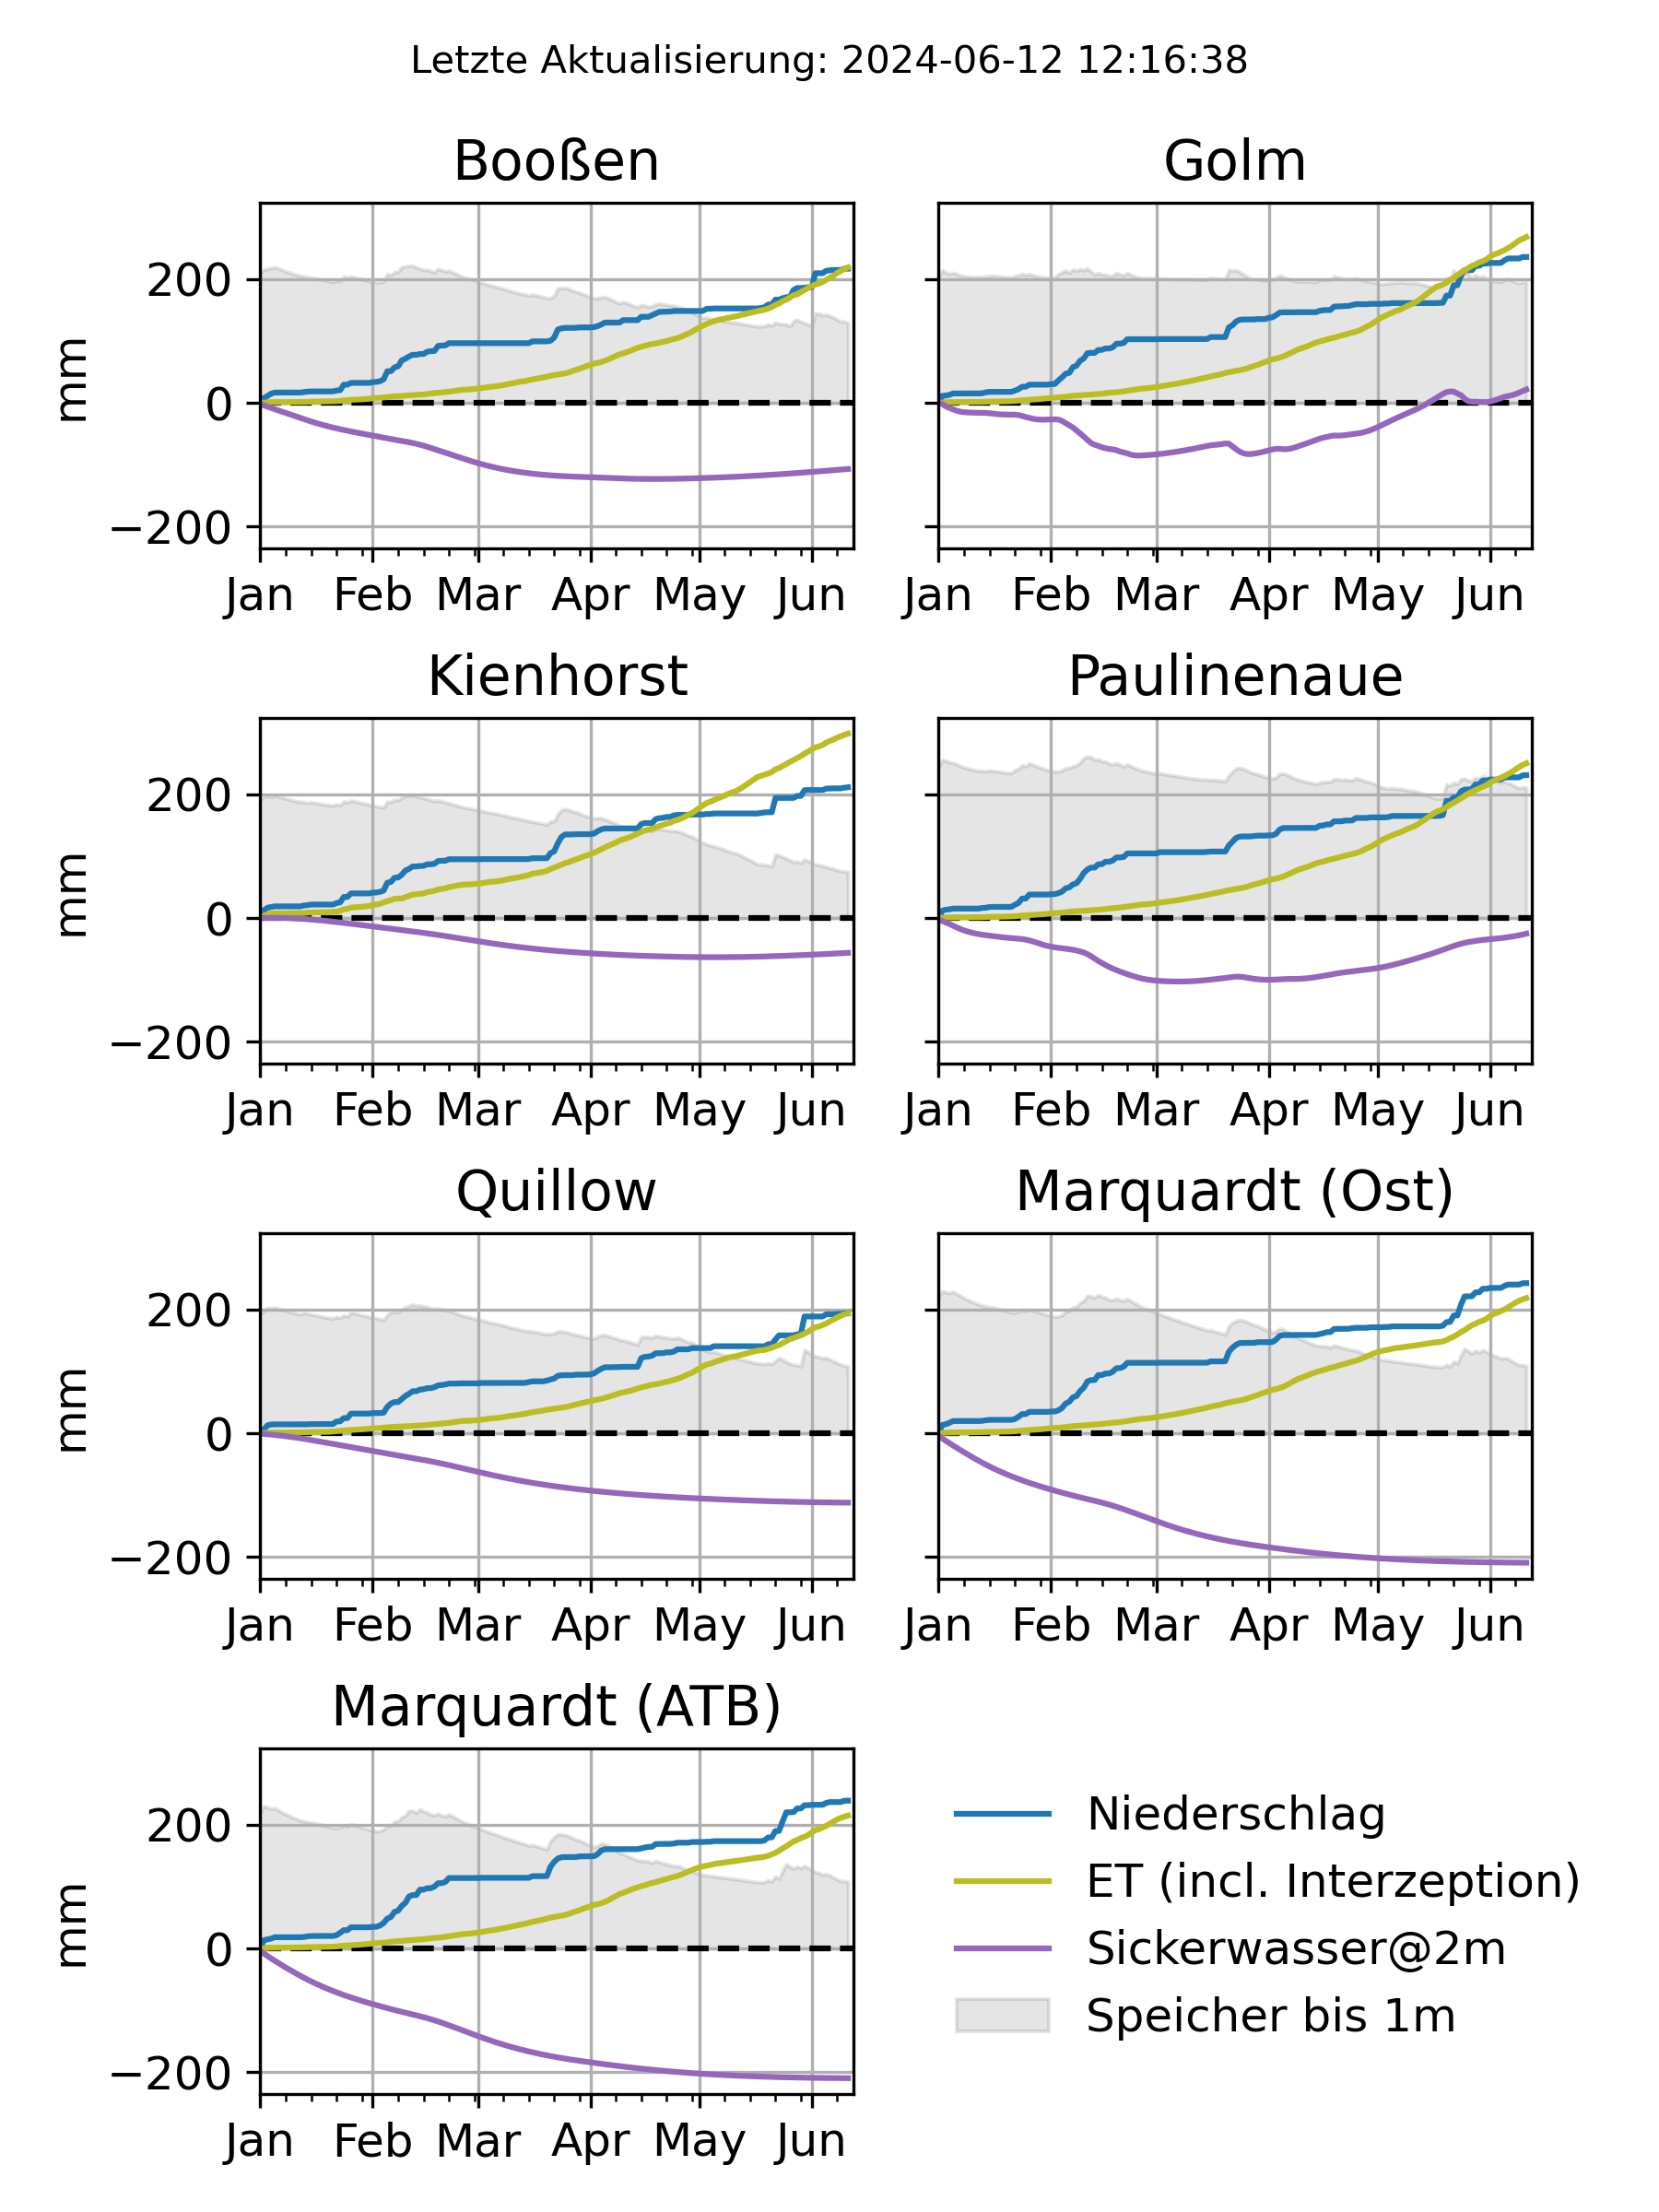 Letzte Aktualisierung: 2024-06-12 12:16:38
Booßen
Golm
200
0
−200
mm
Jan Feb Mar Apr May Jun
Jan Feb Mar Apr May Jun
Kienhorst
Paulinenaue
200
0
−200
mm
Jan Feb Mar Apr May Jun
Jan Feb Mar Apr May Jun
Quillow
Marquardt (Ost)
200
0
−200
mm
Jan Feb Mar Apr May Jun
Jan Feb Mar Apr May Jun
Marquardt (ATB)
200
0
−200
mm
Jan Feb Mar Apr May Jun
Niederschlag
ET (incl. Interzeption)
Sickerwasser@2m
Speicher bis 1m